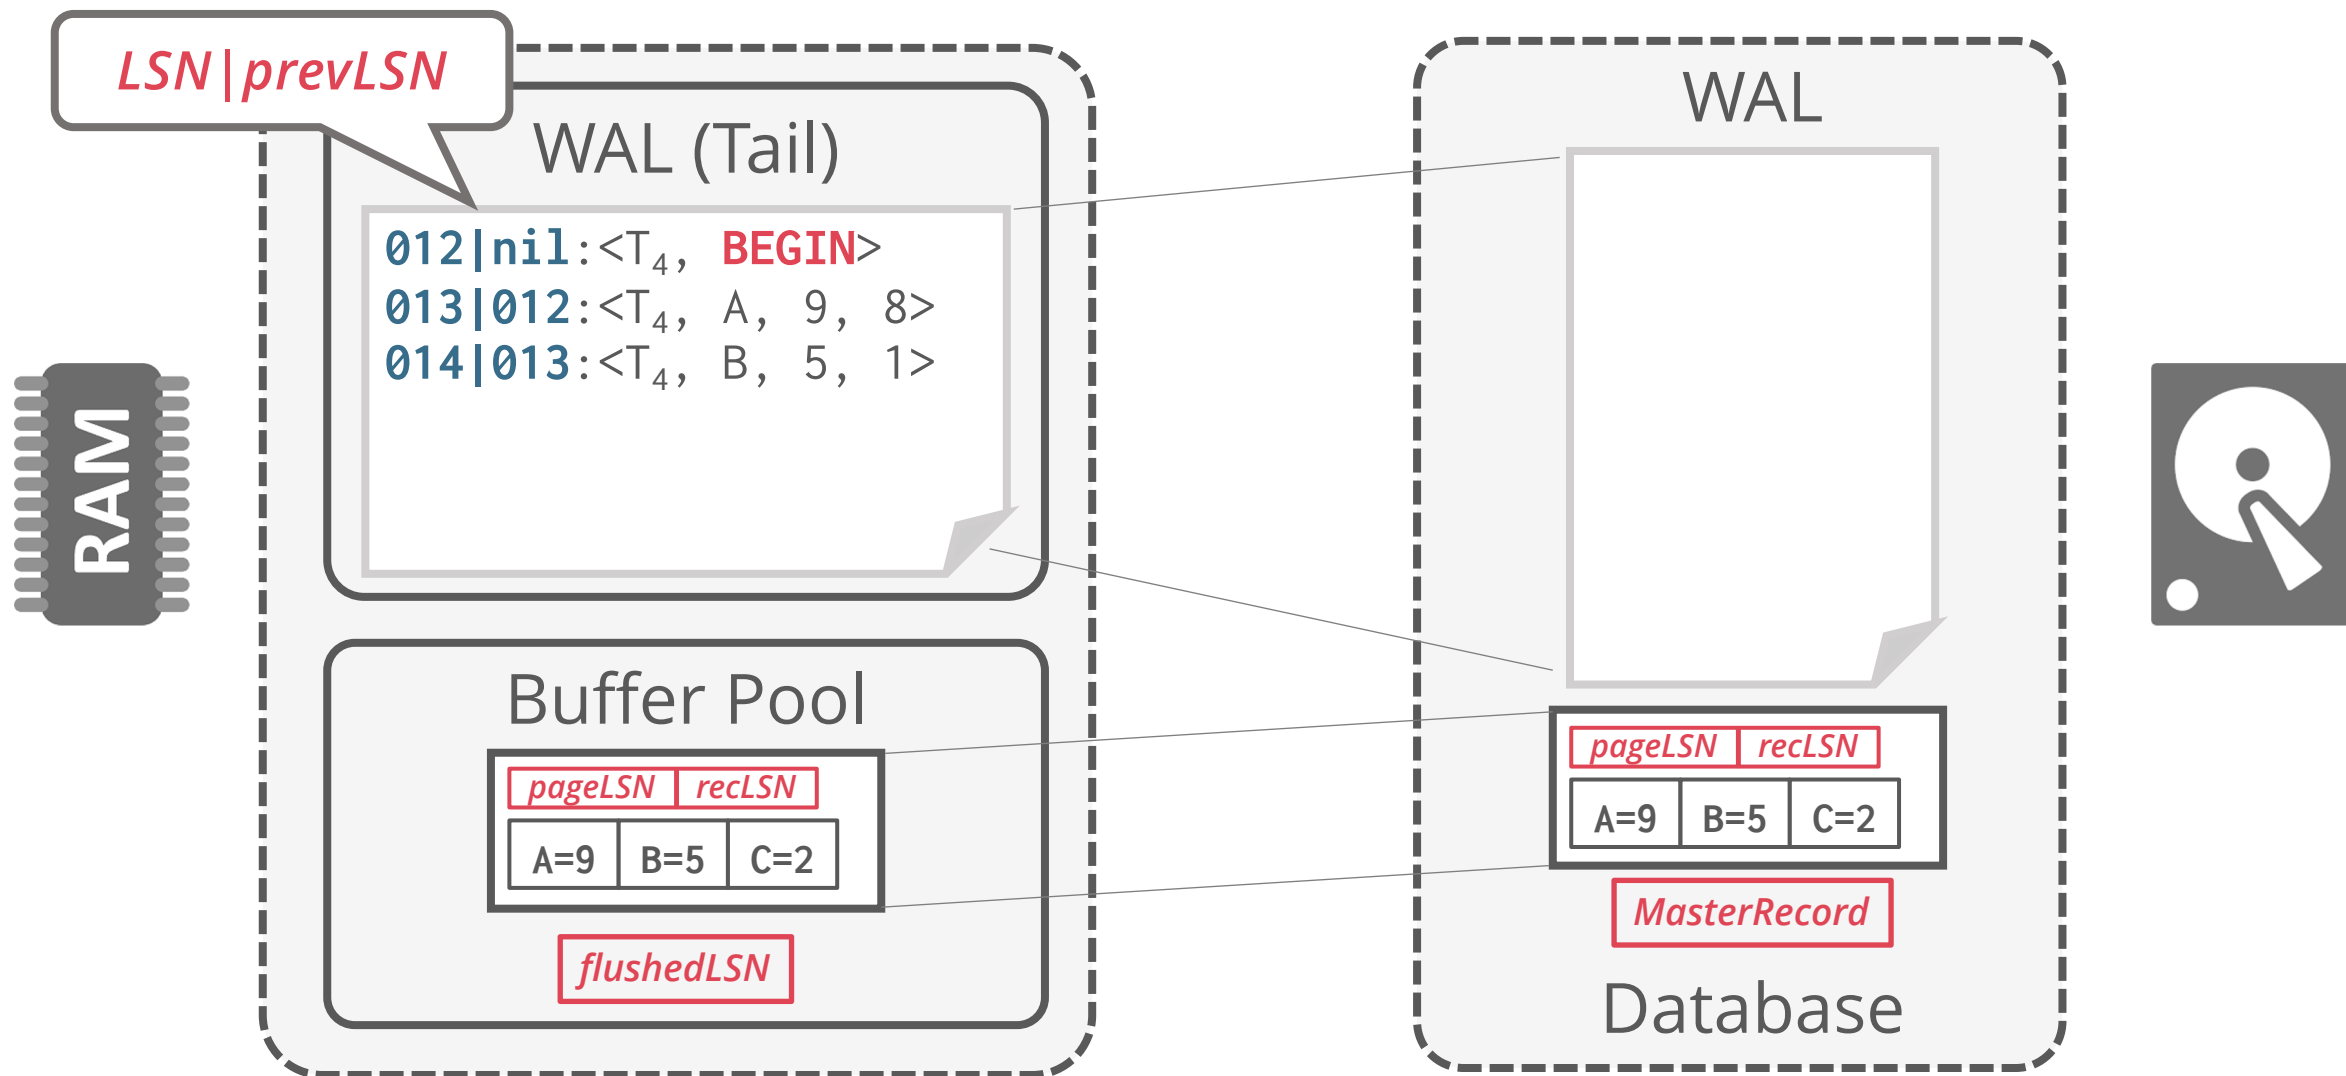 LSN|prevLSN
WAL (Tail)
012|nil:<T4, BEGIN>
013|012:<T4, A, 9, 8>
014|013:<T4, B, 5, 1>
RAM
Buffer Pool
pageLSN recLSN
A=9 B=5 C=2
flushedLSN
WAL
pageLSN recLSN
A=9 B=5 C=2
MasterRecord
Database